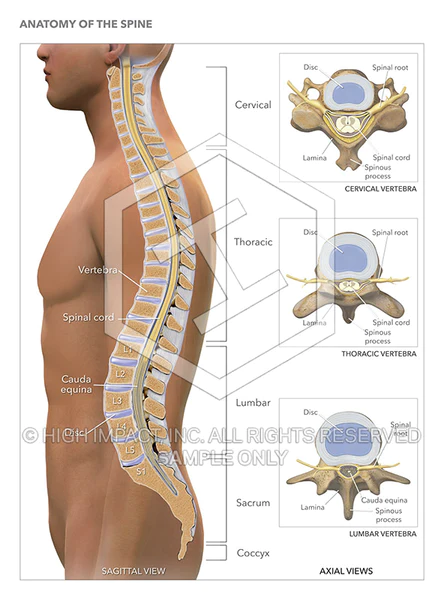 ANATOMY OF THE SPINE
Cervical
Thoracic
Vertebra
Spinal cord
L1
L2
Cauda
equina
L3
Lumbar
Disc
L4
L5
S1
Sacrum
Coccyx
SAGITTAL VIEW
Disc
Spinal root
Lamina
Spinal cord
Spinous
process
CERVICAL VERTEBRA
Disc
Spinal root
Lamina
Spinal cord
Spinous
process
THORACIC VERTEBRA
Disc
Spinal
root
Lamina
Cauda equina
Spinous
process
LUMBAR VERTEBRA
AXIAL VIEWS
© HIGH IMPACT, INC. ALL RIGHTS RESERVED
SAMPLE ONLY